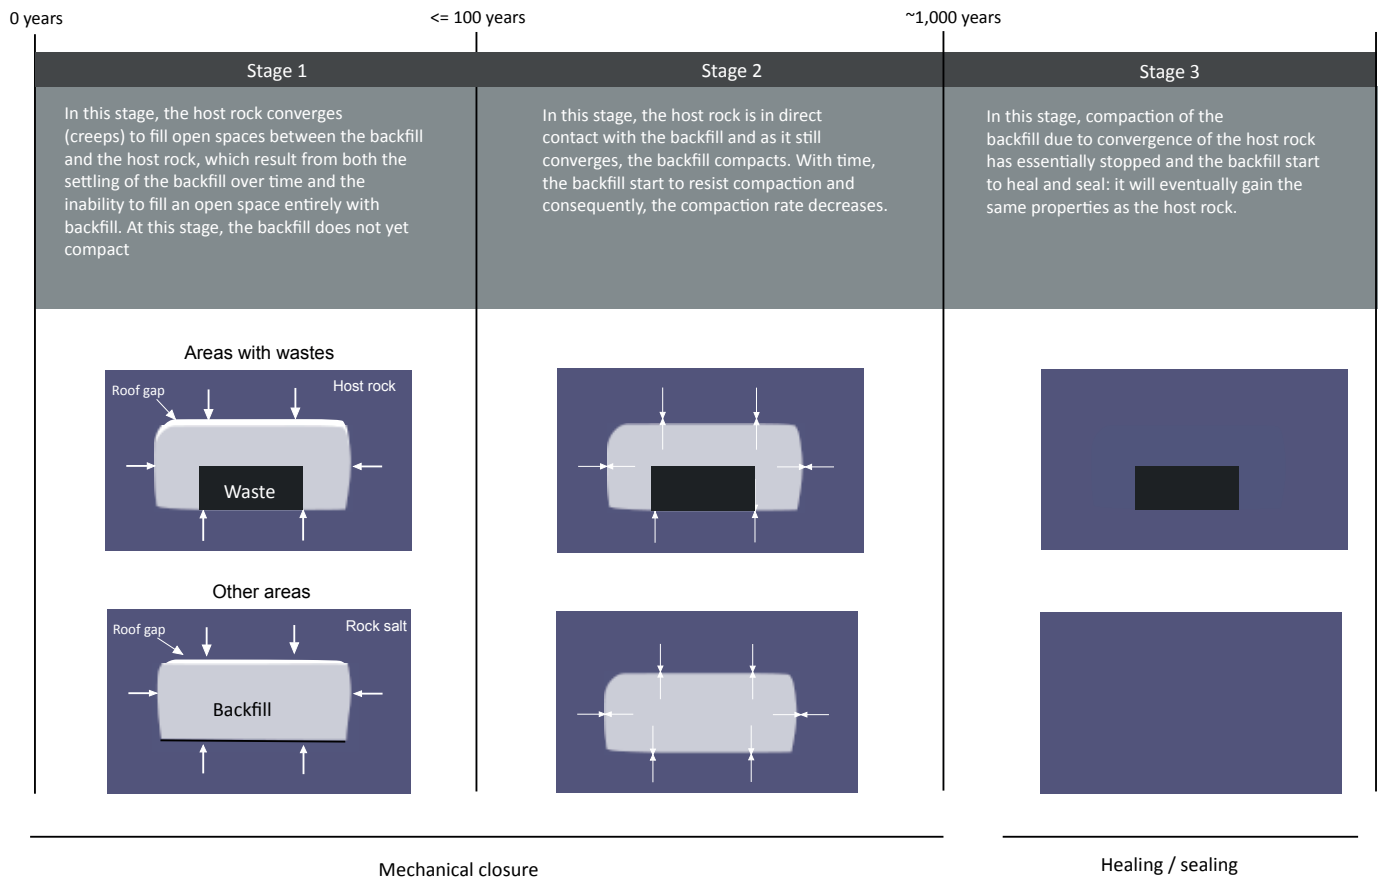 0 years
<= 100 years
~1,000 years
Stage 1
Stage 2
Stage 3
In this stage, the host rock converges
(creeps) to fill open spaces between the backfill
and the host rock, which result from both the
settling of the backfill over time and the
inability to fill an open space entirely with
backfill. At this stage, the backfill does not yet
compact
In this stage, the host rock is in direct
contact with the backfill and as it still
converges, the backfill compacts. With time,
the backfill start to resist compaction and
consequently, the compaction rate decreases.
In this stage, compaction of the
backfill due to convergence of the host rock
has essentially stopped and the backfill start
to heal and seal: it will eventually gain the
same properties as the host rock.
Areas with wastes
Roof gap
Host rock
Waste
Other areas
Roof gap
Rock salt
Backfill
Mechanical closure
Healing / sealing